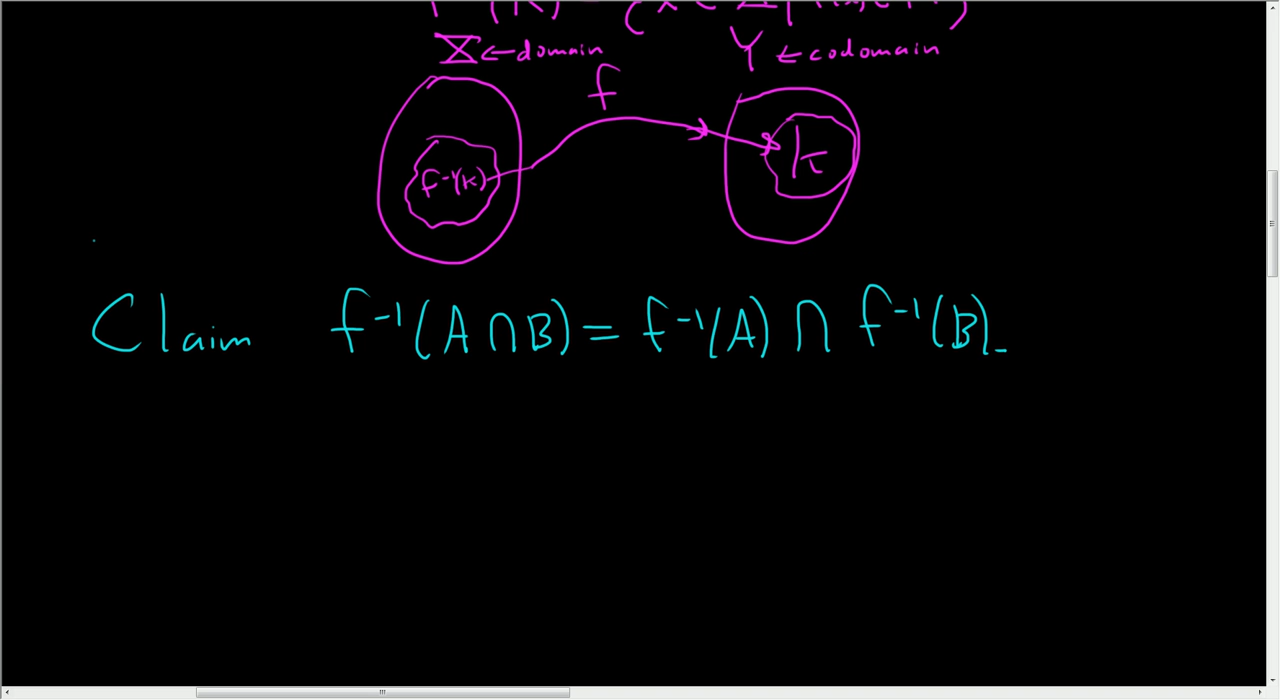 X ← domain Y ← codomain
f
f⁻¹(K) K
Claim f⁻¹(A ∩ B) = f⁻¹(A) ∩ f⁻¹(B).